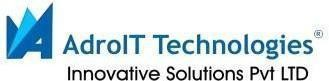 AdroIT Technologies®
Innovative Solutions Pvt LTD